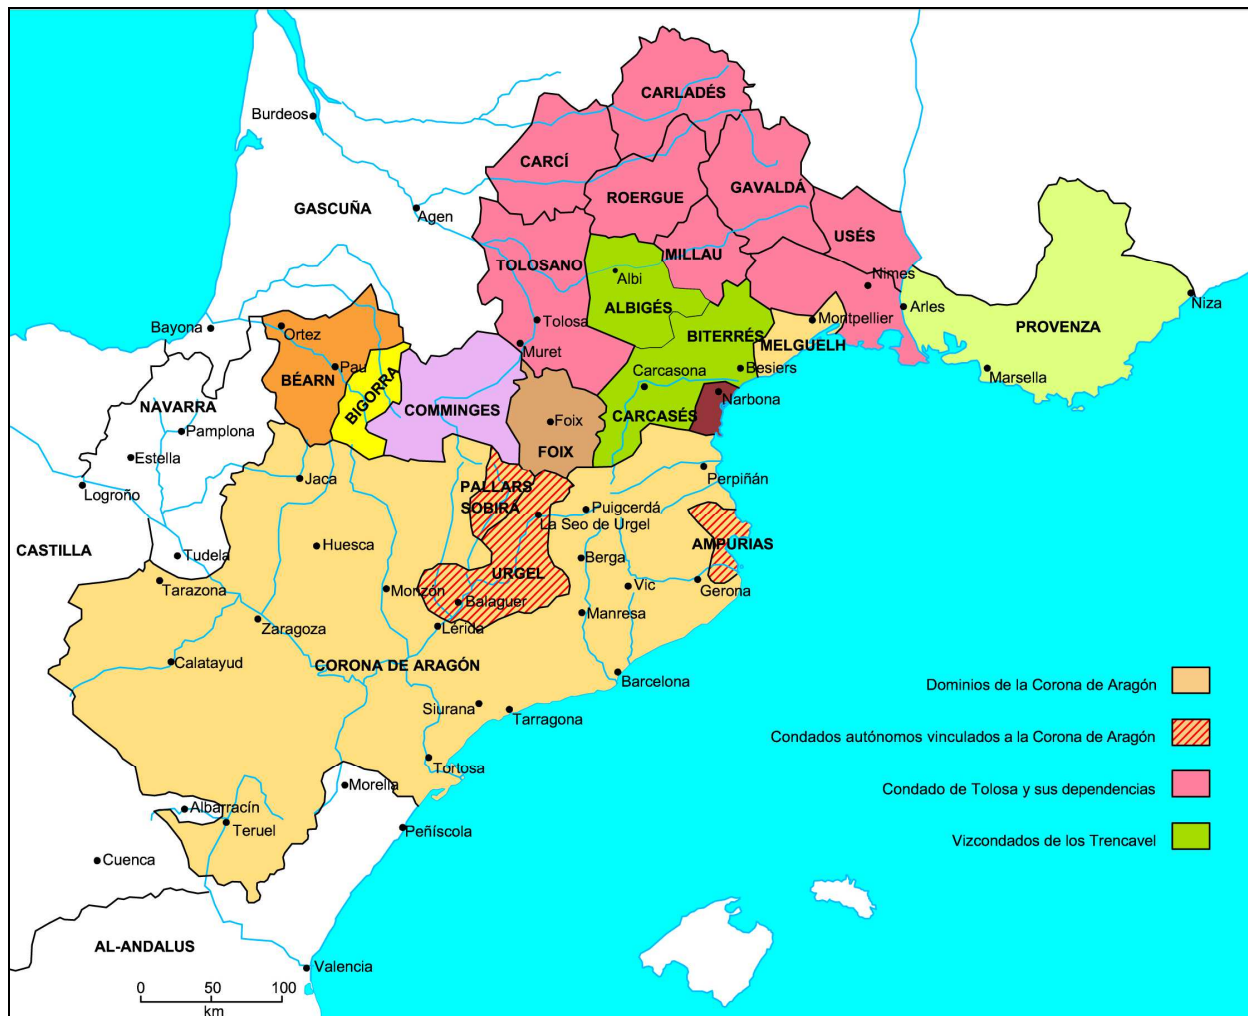 CARLADÉS
Burdeos
CARCÍ
ROERGUE
GAVALDÁ
GASCUÑA
Agen
USÉS
MILLAU
TOLOSANO
Albi
Nimes
ALBIGÉS
Niza
Arles
Bayona
Ortez
Tolosa
Montpellier
PROVENZA
BITERRÉS
MELGUELH
Muret
Pau
Besiers
BÉARN
Carcasona
Marsella
BIGORRA
Narbona
NAVARRA
COMMINGES
CARCASÉS
Pamplona
Foix
Estella
FOIX
Jaca
Perpiñán
Logroño
PALLARS
SOBIRÁ
Puigcerdá
La Seo de Urgel
CASTILLA
Huesca
AMPURIAS
Tudela
Berga
URGEL
Tarazona
Monzón
Vic
Gerona
Balaguer
Manresa
Zaragoza
Lérida
Calatayud
CORONA DE ARAGÓN
Barcelona
Dominios de la Corona de Aragón
Siurana
Tarragona
Condados autónomos vinculados a la Corona de Aragón
Tortosa
Morella
Condado de Tolosa y sus dependencias
Albarracín
Teruel
Peñíscola
Vizcondados de los Trencavel
Cuenca
AL-ANDALUS
Valencia
0 50 100
km